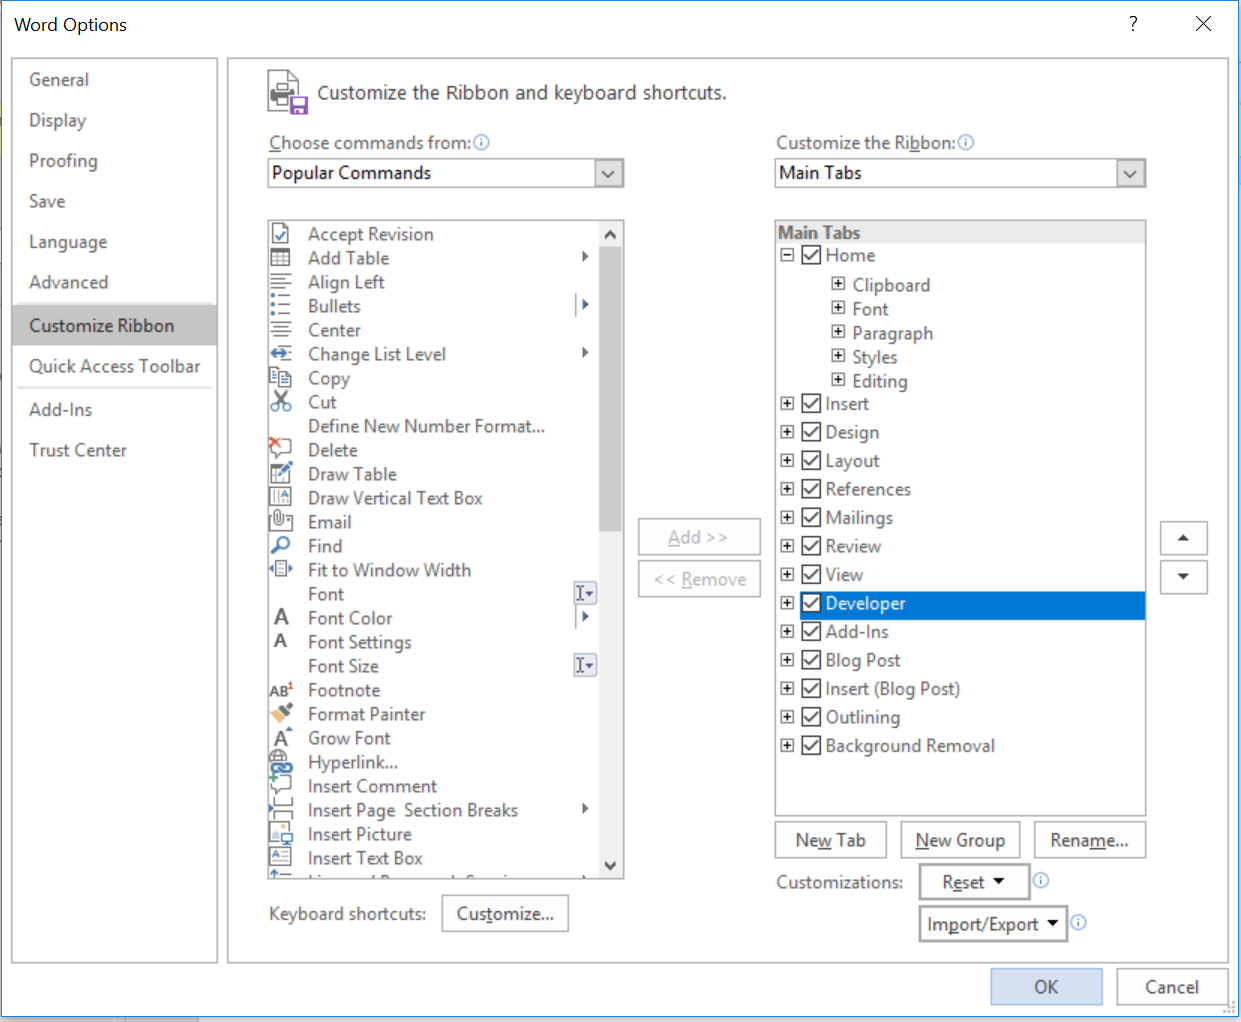 Word Options
?
General
Display
Proofing
Save
Language
Advanced
Customize Ribbon
Quick Access Toolbar
Add-Ins
Trust Center
Customize the Ribbon and keyboard shortcuts.
Choose commands from:
Popular Commands
Accept Revision
Add Table
Align Left
Bullets
Center
Change List Level
Copy
Cut
Define New Number Format...
Delete
Draw Table
Draw Vertical Text Box
Email
Find
Fit to Window Width
Font
Font Color
Font Settings
Font Size
Footnote
Format Painter
Grow Font
Hyperlink...
Insert Comment
Insert Page  Section Breaks
Insert Picture
Insert Text Box
Keyboard shortcuts:
Customize...
Add >>
<< Remove
Customize the Ribbon:
Main Tabs
Main Tabs
Home
Clipboard
Font
Paragraph
Styles
Editing
Insert
Design
Layout
References
Mailings
Review
View
Developer
Add-Ins
Blog Post
Insert (Blog Post)
Outlining
Background Removal
New Tab
New Group
Rename...
Customizations:
Reset
Import/Export
OK
Cancel